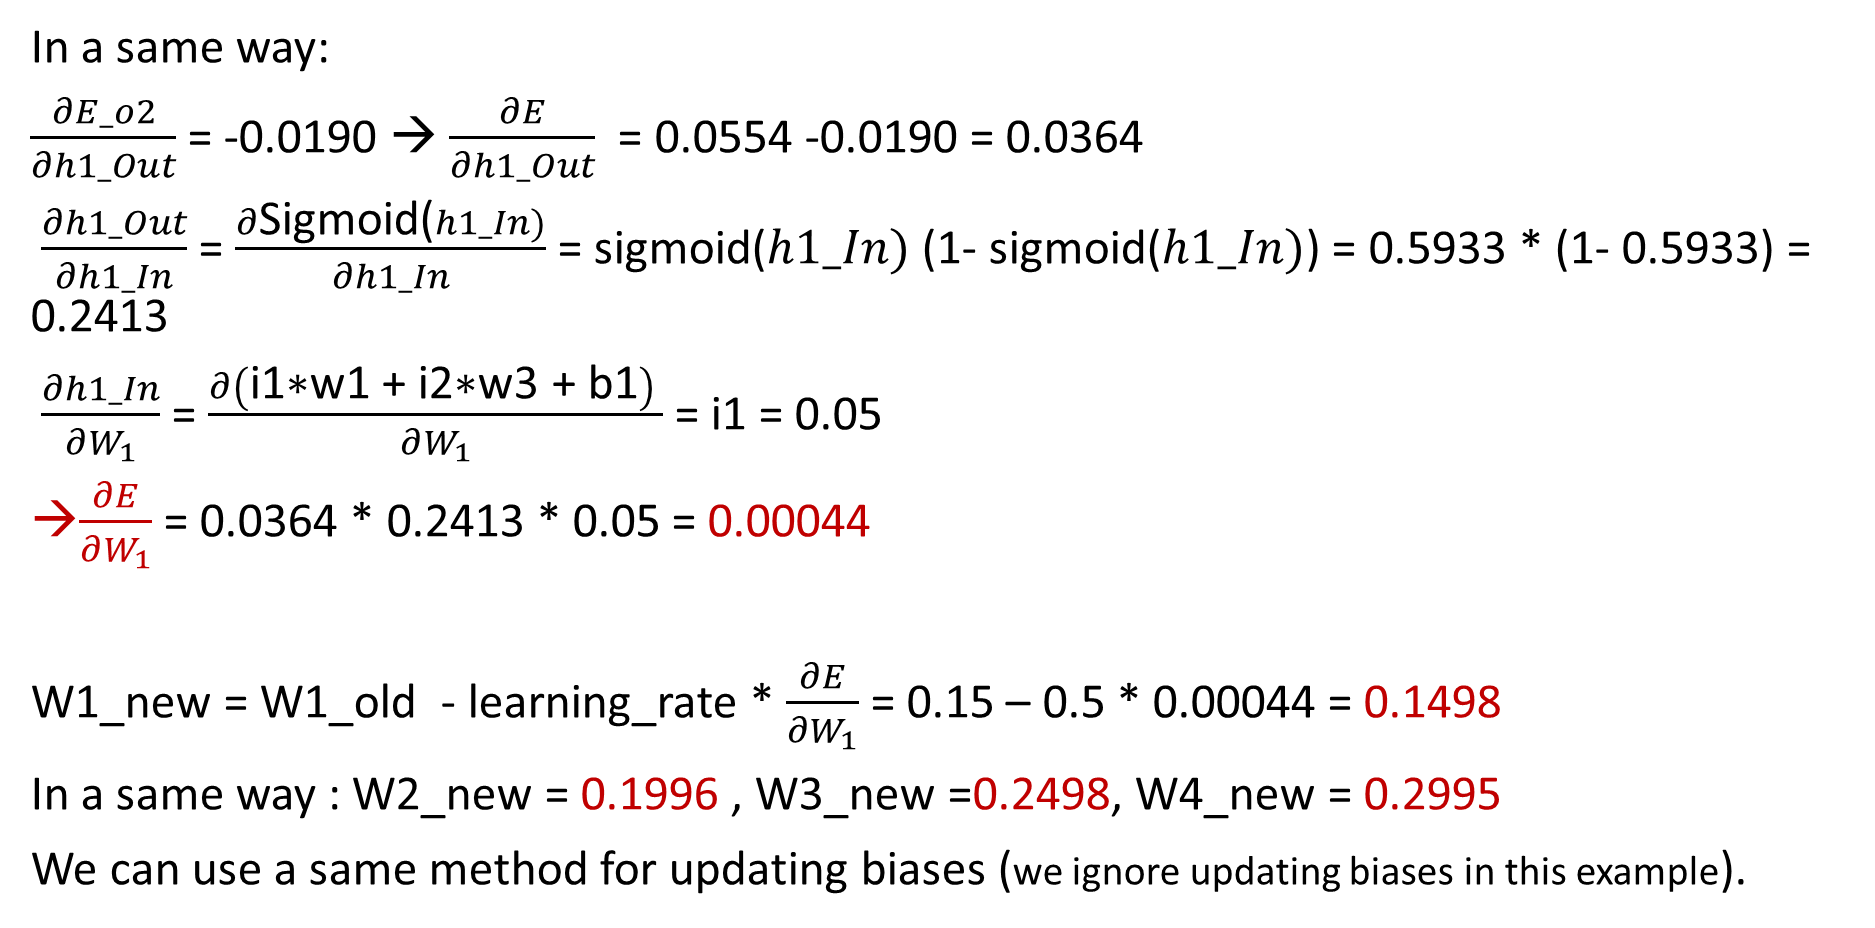 In a same way:
∂E_o2/∂h1_Out = -0.0190 → ∂E/∂h1_Out = 0.0554 -0.0190 = 0.0364
∂h1_Out/∂h1_In = ∂Sigmoid(h1_In)/∂h1_In = sigmoid(h1_In) (1- sigmoid(h1_In)) = 0.5933 * (1- 0.5933) =
0.2413
∂h1_In/∂W₁ = ∂(i1*w1 + i2*w3 + b1)/∂W₁ = i1 = 0.05
→ ∂E/∂W₁ = 0.0364 * 0.2413 * 0.05 = 0.00044
W1_new = W1_old - learning_rate * ∂E/∂W₁ = 0.15 – 0.5 * 0.00044 = 0.1498
In a same way : W2_new = 0.1996 , W3_new =0.2498, W4_new = 0.2995
We can use a same method for updating biases (we ignore updating biases in this example).